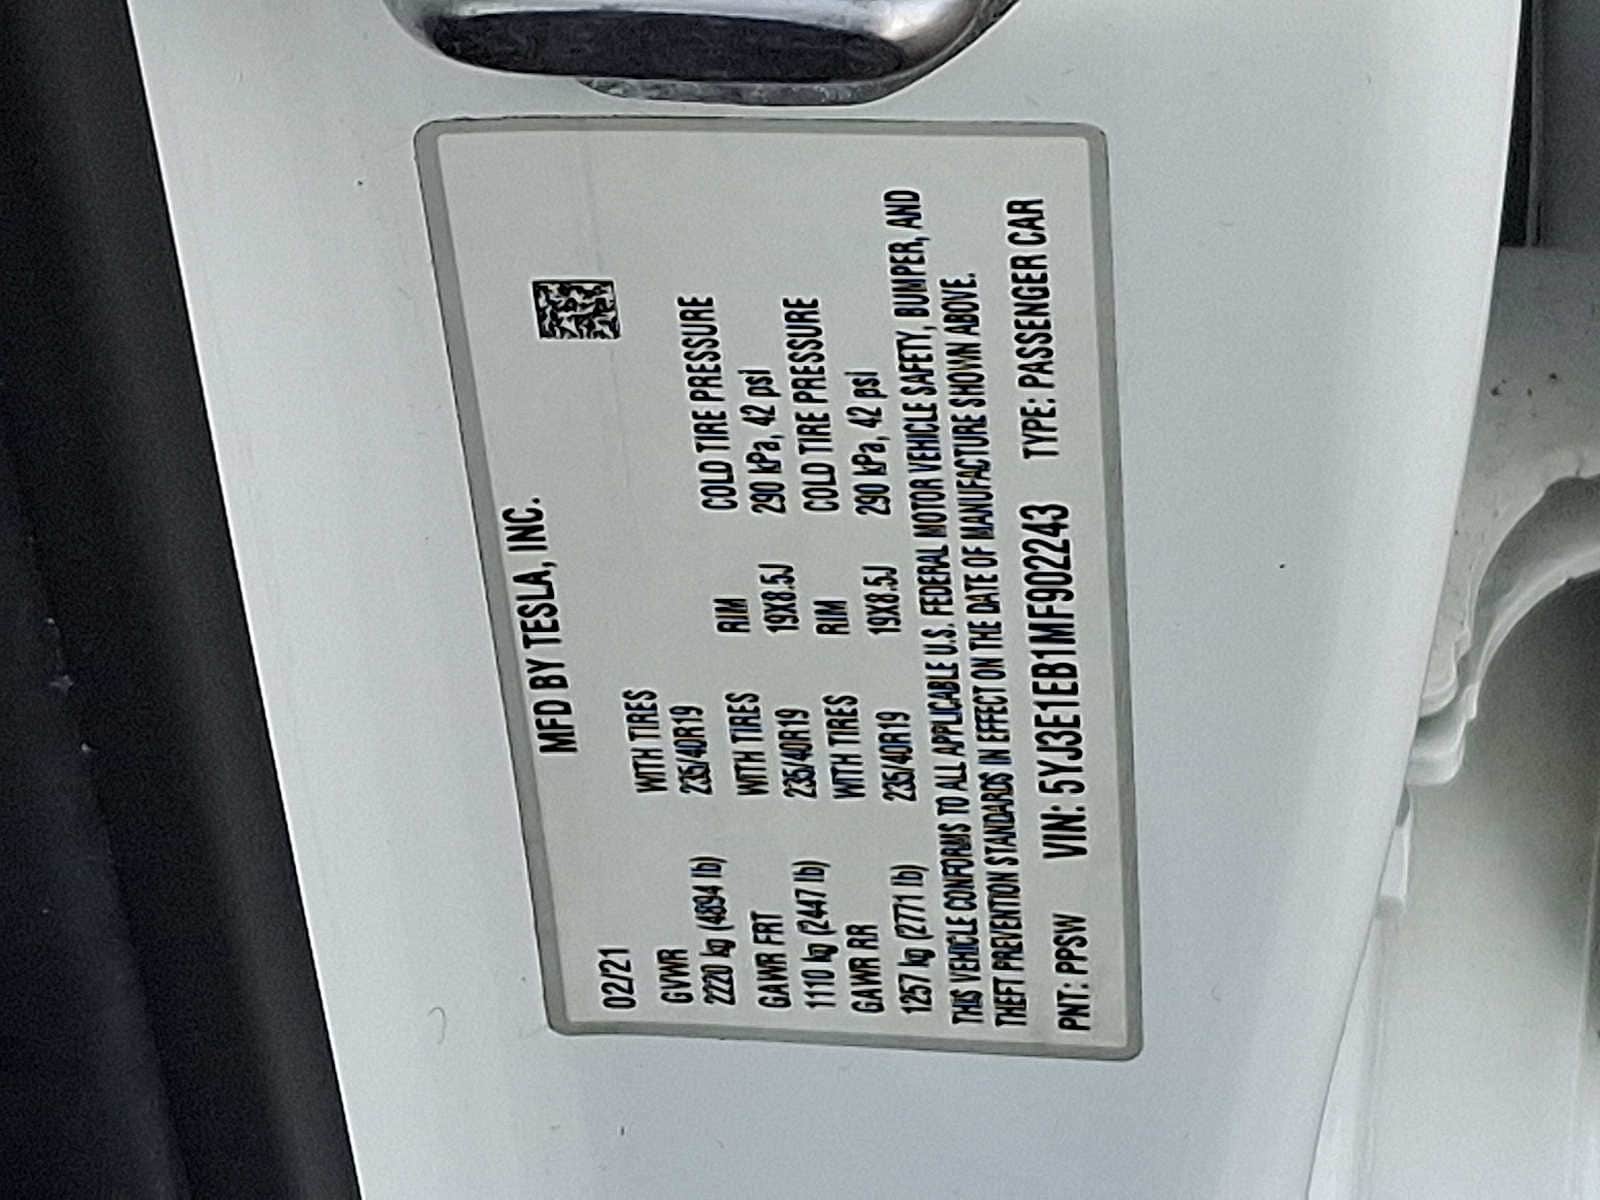 MFD BY TESLA, INC.
02/21
GVWR WITH TIRES COLD TIRE PRESSURE
2220 kg (4894 lb) 235/40R19 RIM 290 kPa, 42 psi
GAWR FRT WITH TIRES COLD TIRE PRESSURE
1110 kg (2447 lb) 235/40R19 19X8.5J 290 kPa, 42 psi
GAWR RR WITH TIRES RIM
1257 kg (2771 lb) 235/40R19 19X8.5J
THIS VEHICLE CONFORMS TO ALL APPLICABLE U.S. FEDERAL MOTOR VEHICLE SAFETY, BUMPER, AND
THEFT PREVENTION STANDARDS IN EFFECT ON THE DATE OF MANUFACTURE SHOWN ABOVE.
PNT: PPSW VIN: 5YJ3E1EB1MF902243 TYPE: PASSENGER CAR